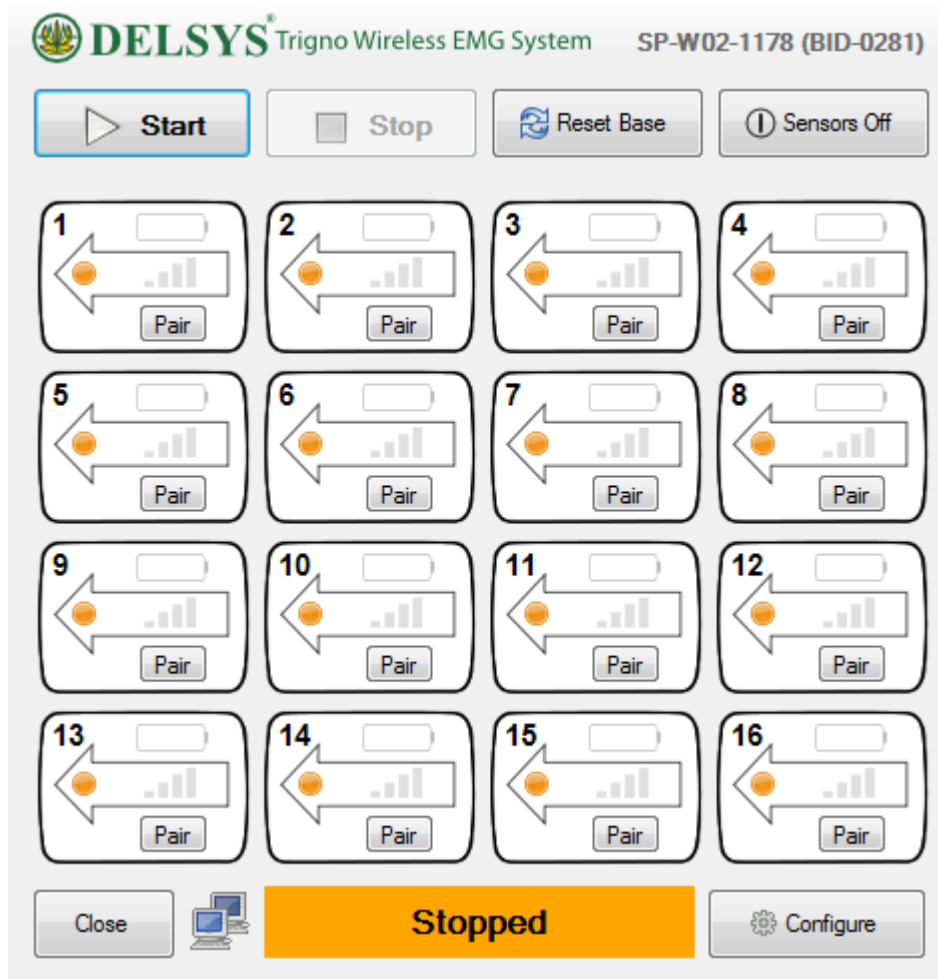 DELSYS® Trigno Wireless EMG System SP-W02-1178 (BID-0281)
Start Stop Reset Base Sensors Off
1 2 3 4
Pair Pair Pair Pair
5 6 7 8
Pair Pair Pair Pair
9 10 11 12
Pair Pair Pair Pair
13 14 15 16
Pair Pair Pair Pair
Close Stopped Configure